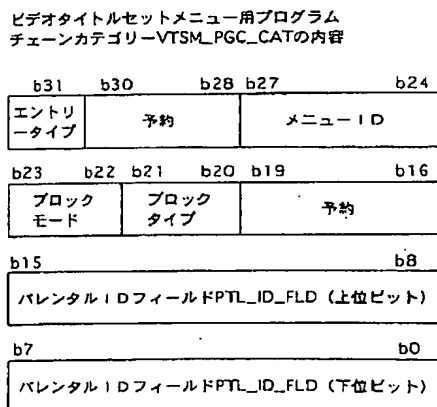 ビデオタイトルセットメニュー用プログラム
チェーンカテゴリーVTSM_PGC_CATの内容
b31 b30 b28 b27 b24
エントリ
ータイプ
予約
メニューID
b23 b22 b21 b20 b19 b16
ブロック
モード
ブロック
タイプ
予約
b15 b8
パレンタルIDフィールドPTL_ID_FLD（上位ビット）
b7 b0
パレンタルIDフィールドPTL_ID_FLD（下位ビット）